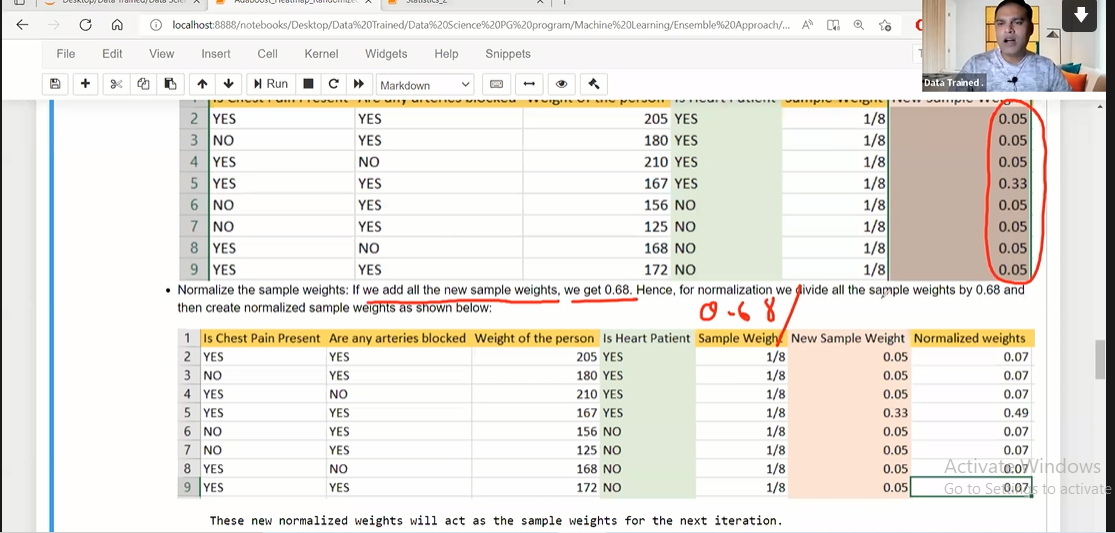 localhost:8888/notebooks/Desktop/Data%20Trained/Data%20Science%20PG%20program/Machine%20Learning/Ensemble%20Approach/...
File Edit View Insert Cell Kernel Widgets Help Snippets
Run Markdown
Data Trained
1 Is Chest Pain Present Are any arteries blocked Weight of the person Is Heart Patient Sample Weight New Sample Weight
2 YES YES 205 YES 1/8 0.05
3 NO YES 180 YES 1/8 0.05
4 YES NO 210 YES 1/8 0.05
5 YES YES 167 YES 1/8 0.33
6 NO YES 156 NO 1/8 0.05
7 NO YES 125 NO 1/8 0.05
8 YES NO 168 NO 1/8 0.05
9 YES YES 172 NO 1/8 0.05
• Normalize the sample weights: If we add all the new sample weights, we get 0.68. Hence, for normalization we divide all the sample weights by 0.68 and
then create normalized sample weights as shown below:
0.68
1 Is Chest Pain Present Are any arteries blocked Weight of the person Is Heart Patient Sample Weight New Sample Weight Normalized weights
2 YES YES 205 YES 1/8 0.05 0.07
3 NO YES 180 YES 1/8 0.05 0.07
4 YES NO 210 YES 1/8 0.05 0.07
5 YES YES 167 YES 1/8 0.33 0.49
6 NO YES 156 NO 1/8 0.05 0.07
7 NO YES 125 NO 1/8 0.05 0.07
8 YES NO 168 NO 1/8 0.05 0.07
9 YES YES 172 NO 1/8 0.05 0.07
Activate Windows
Go to Settings to activate
These new normalized weights will act as the sample weights for the next iteration.